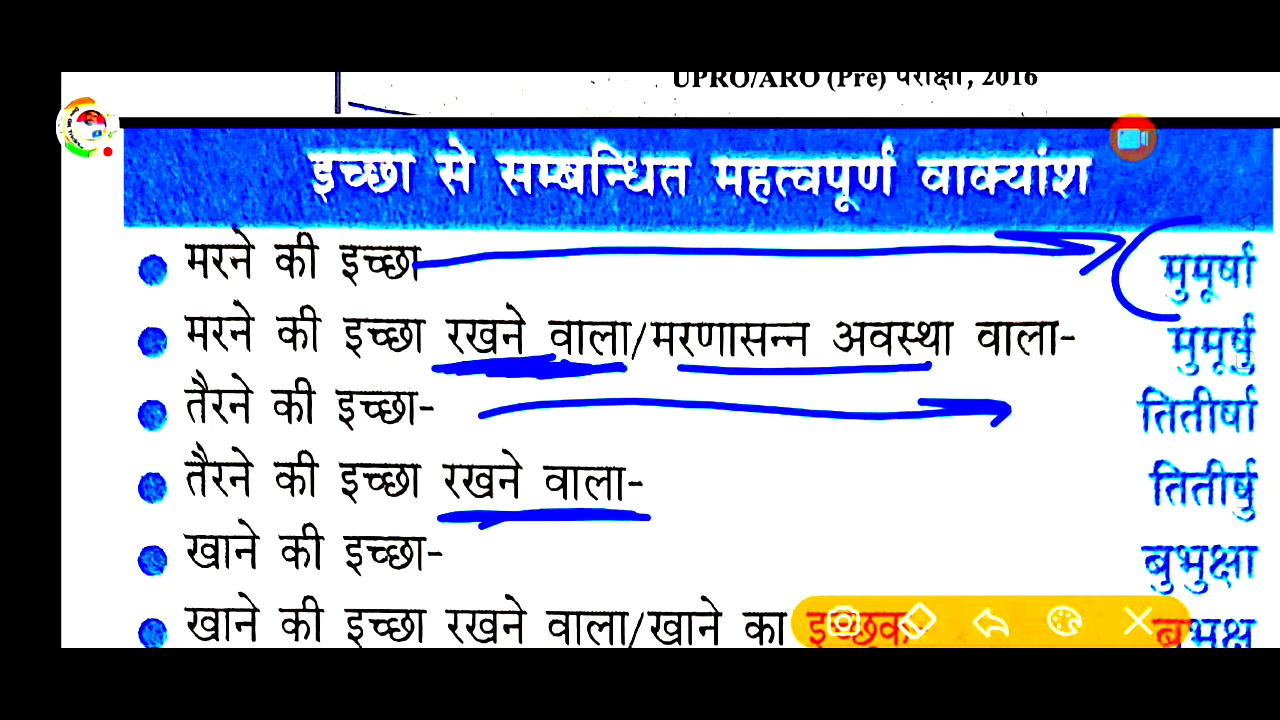 UPRO/ARO (Pre) परीक्षा, 2016
इच्छा से सम्बन्धित महत्वपूर्ण वाक्यांश
मरने की इच्छा मुमूर्षा
मरने की इच्छा रखने वाला/मरणासन्न अवस्था वाला- मुमूर्षु
तैरने की इच्छा- तितीर्षा
तैरने की इच्छा रखने वाला- तितीर्षु
खाने की इच्छा- बुभुक्षा
खाने की इच्छा रखने वाला/खाने का इच्छुक-